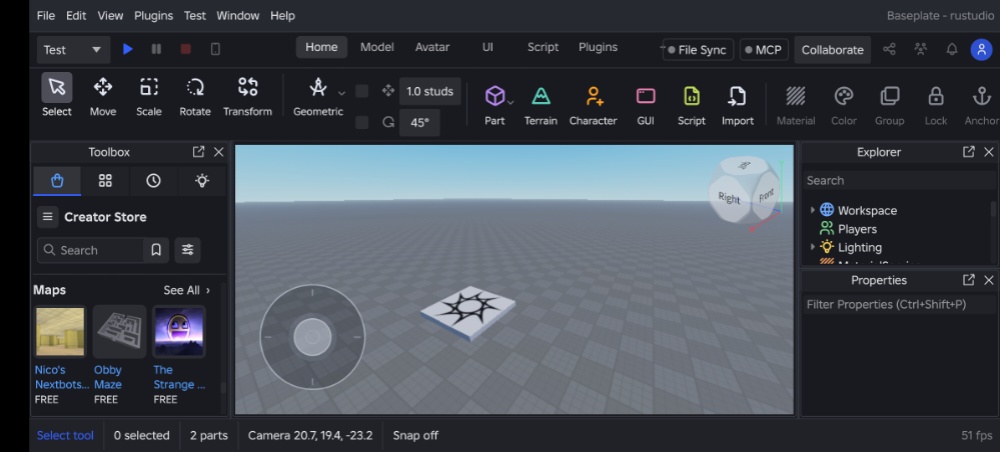 File Edit View Plugins Test Window Help
Baseplate - rustudio
Test
Home Model Avatar UI Script Plugins
File Sync
MCP
Collaborate
Select Move Scale Rotate Transform
Geometric
1.0 studs
45°
Part Terrain Character GUI Script Import
Material Color Group Lock Anchor
Toolbox
Creator Store
Search
Maps See All ›
Nico's Nextbots...
FREE
Obby Maze
FREE
The Strange ...
FREE
Right Front
Explorer
Search
Workspace
Players
Lighting
Properties
Filter Properties (Ctrl+Shift+P)
Select tool 0 selected 2 parts Camera 20.7, 19.4, -23.2 Snap off 51 fps